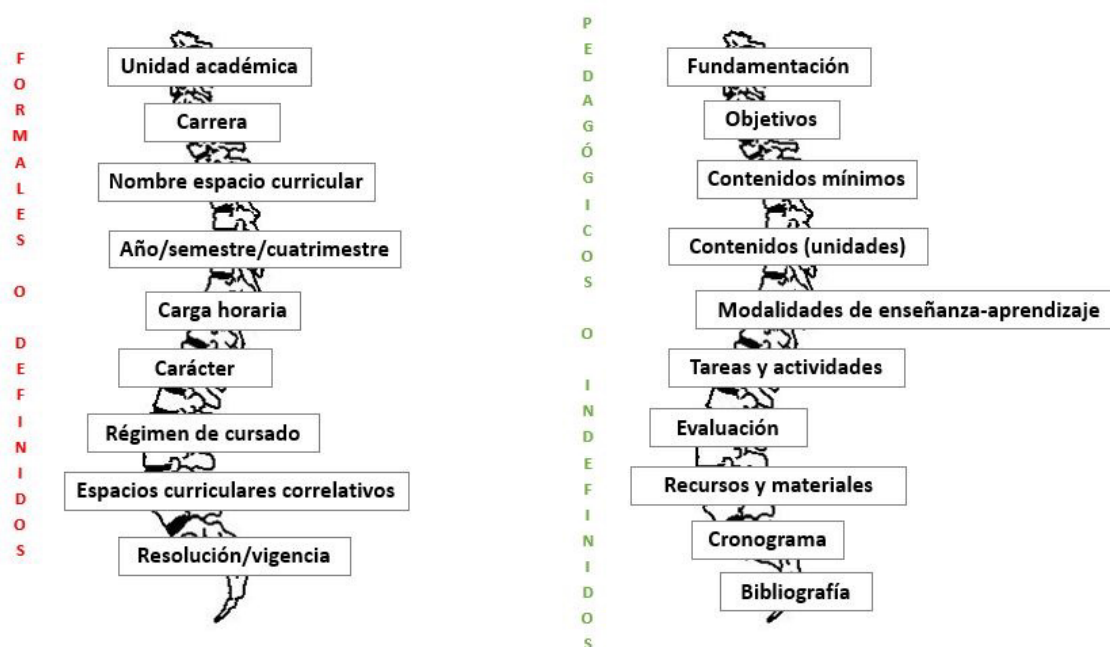 FORMALES O DEFINIDOS
Unidad académica
Carrera
Nombre espacio curricular
Año/semestre/cuatrimestre
Carga horaria
Carácter
Régimen de cursado
Espacios curriculares correlativos
Resolución/vigencia
PEDAGÓGICOS O INDEFINIDOS
Fundamentación
Objetivos
Contenidos mínimos
Contenidos (unidades)
Modalidades de enseñanza-aprendizaje
Tareas y actividades
Evaluación
Recursos y materiales
Cronograma
Bibliografía